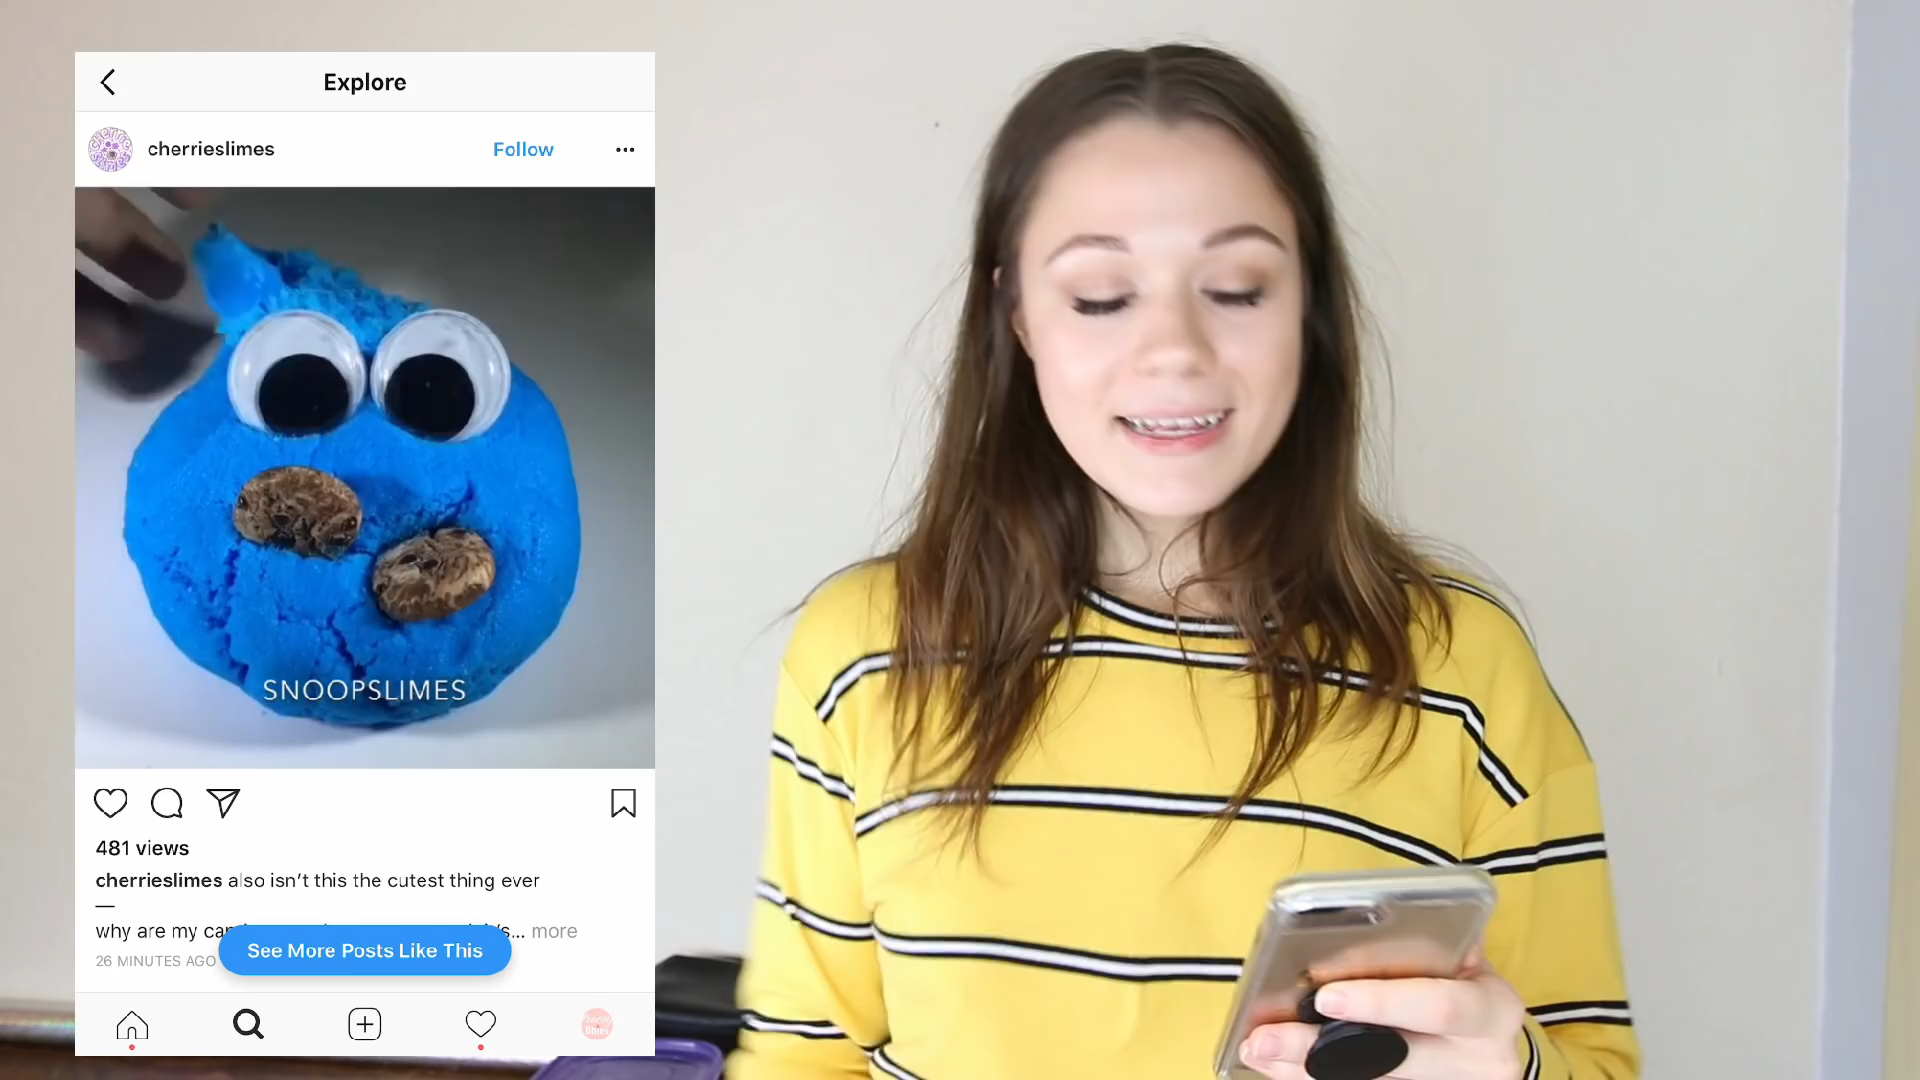 Explore
cherrieslimes
Follow
SNOOPSLIMES
481 views
cherrieslimes also isn't this the cutest thing ever
—
why are my ... more
26 MINUTES AGO
See More Posts Like This